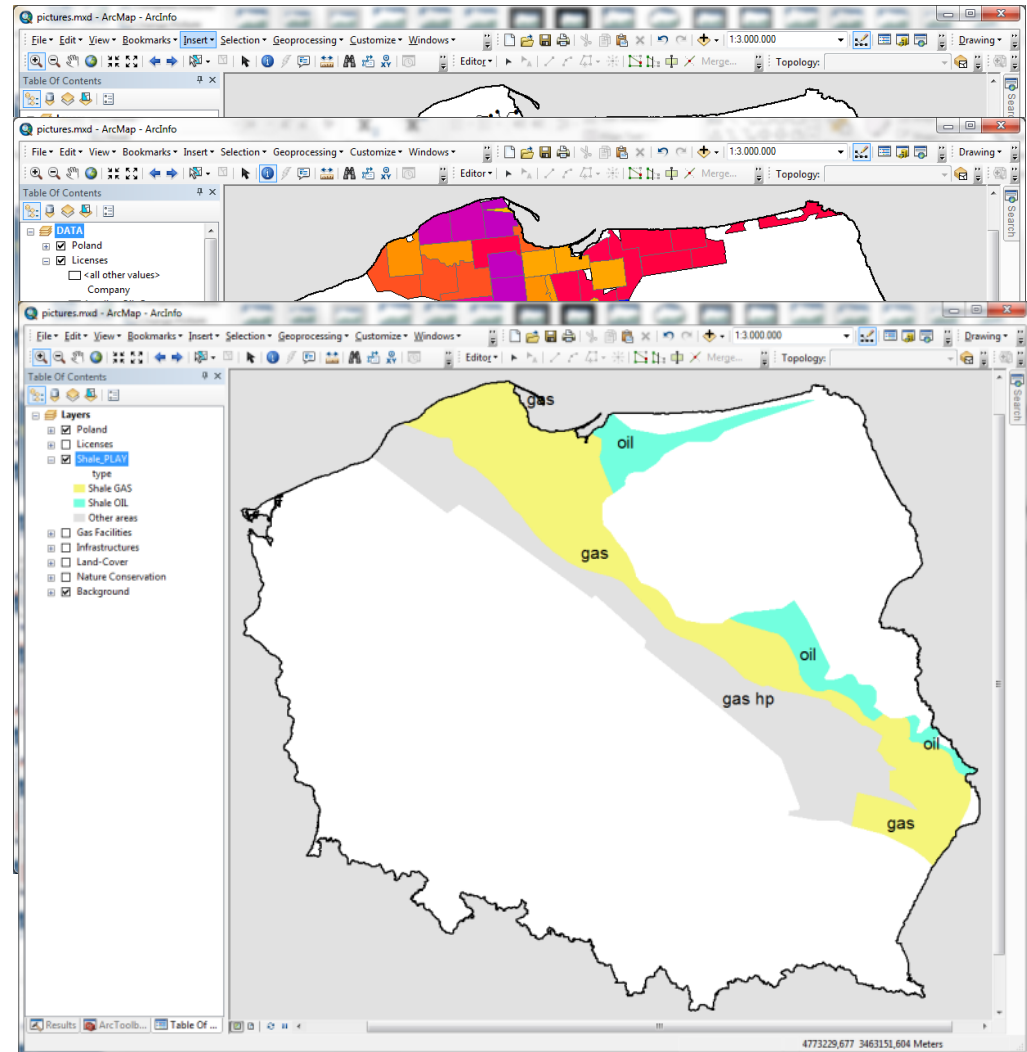 pictures.mxd - ArcMap - ArcInfo
File Edit View Bookmarks Insert Selection Geoprocessing Customize Windows 1:3.000.000 Drawing
Editor Merge... Topology:
Table Of Contents
Search
pictures.mxd - ArcMap - ArcInfo
File Edit View Bookmarks Insert Selection Geoprocessing Customize Windows 1:3.000.000 Drawing
Editor Merge... Topology:
Table Of Contents
Search
DATA
Poland
Licenses
<all other values>
Company
pictures.mxd - ArcMap - ArcInfo
File Edit View Bookmarks Insert Selection Geoprocessing Customize Windows 1:3.000.000 Drawing
Editor Merge... Topology:
Table Of Contents
Search
Layers
Poland
Licenses
Shale_PLAY
type
Shale GAS
Shale OIL
Other areas
Gas Facilities
Infrastructures
Land-Cover
Nature Conservation
Background
gas
oil
gas
oil
gas hp
oil
gas
Results ArcToolb... Table Of ...
4773229,677 3463151,604 Meters